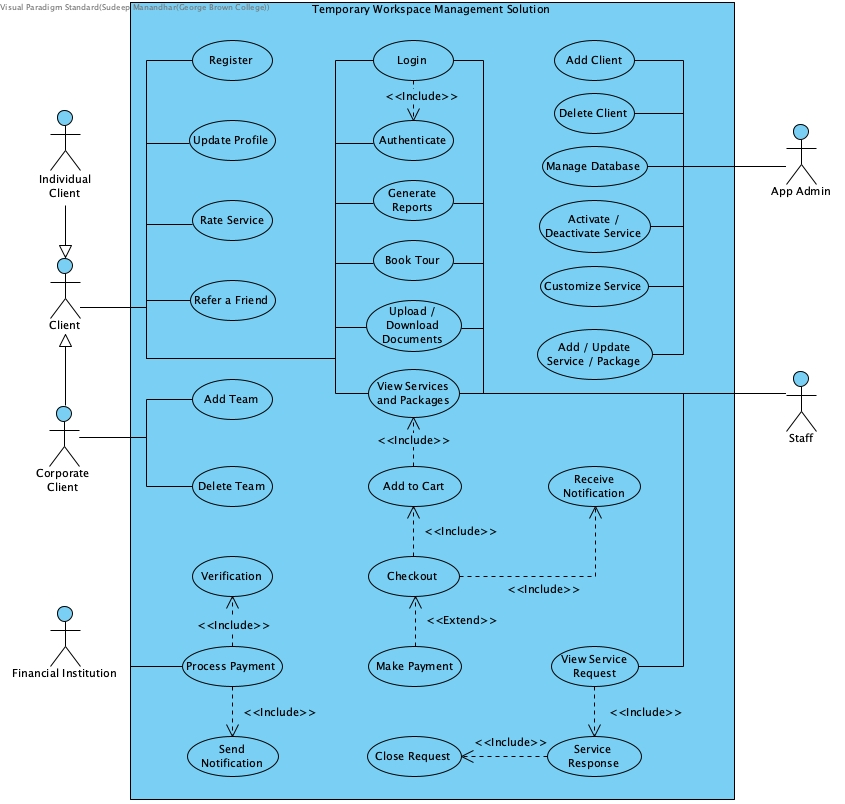 Visual Paradigm Standard(Sudeep Manandhar(George Brown College))
Temporary Workspace Management Solution
Register
Login
Add Client
<<Include>>
Delete Client
Update Profile
Authenticate
Manage Database
Individual
Client
App Admin
Generate
Reports
Rate Service
Activate /
Deactivate Service
Book Tour
Customize Service
Refer a Friend
Client
Upload /
Download
Documents
Add / Update
Service / Package
View Services
and Packages
Add Team
Staff
<<Include>>
Corporate
Client
Delete Team
Add to Cart
Receive
Notification
<<Include>>
Verification
Checkout
<<Include>>
<<Include>>
<<Extend>>
Financial Institution
Process Payment
Make Payment
View Service
Request
<<Include>>
<<Include>>
<<Include>>
Send
Notification
Close Request
Service
Response